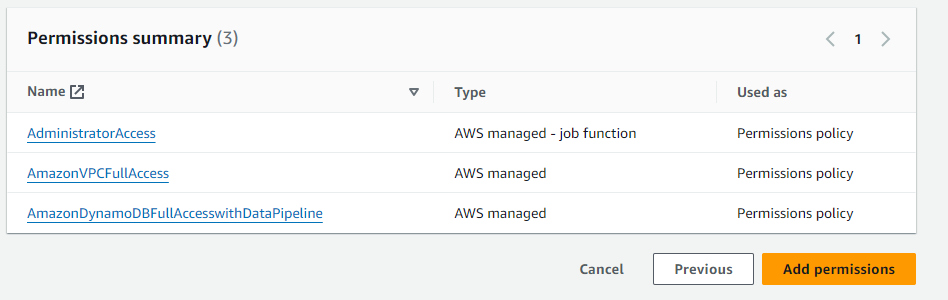 Permissions summary (3)
1
Name Type Used as
AdministratorAccess AWS managed - job function Permissions policy
AmazonVPCFullAccess AWS managed Permissions policy
AmazonDynamoDBFullAccesswithDataPipeline AWS managed Permissions policy
Cancel Previous Add permissions